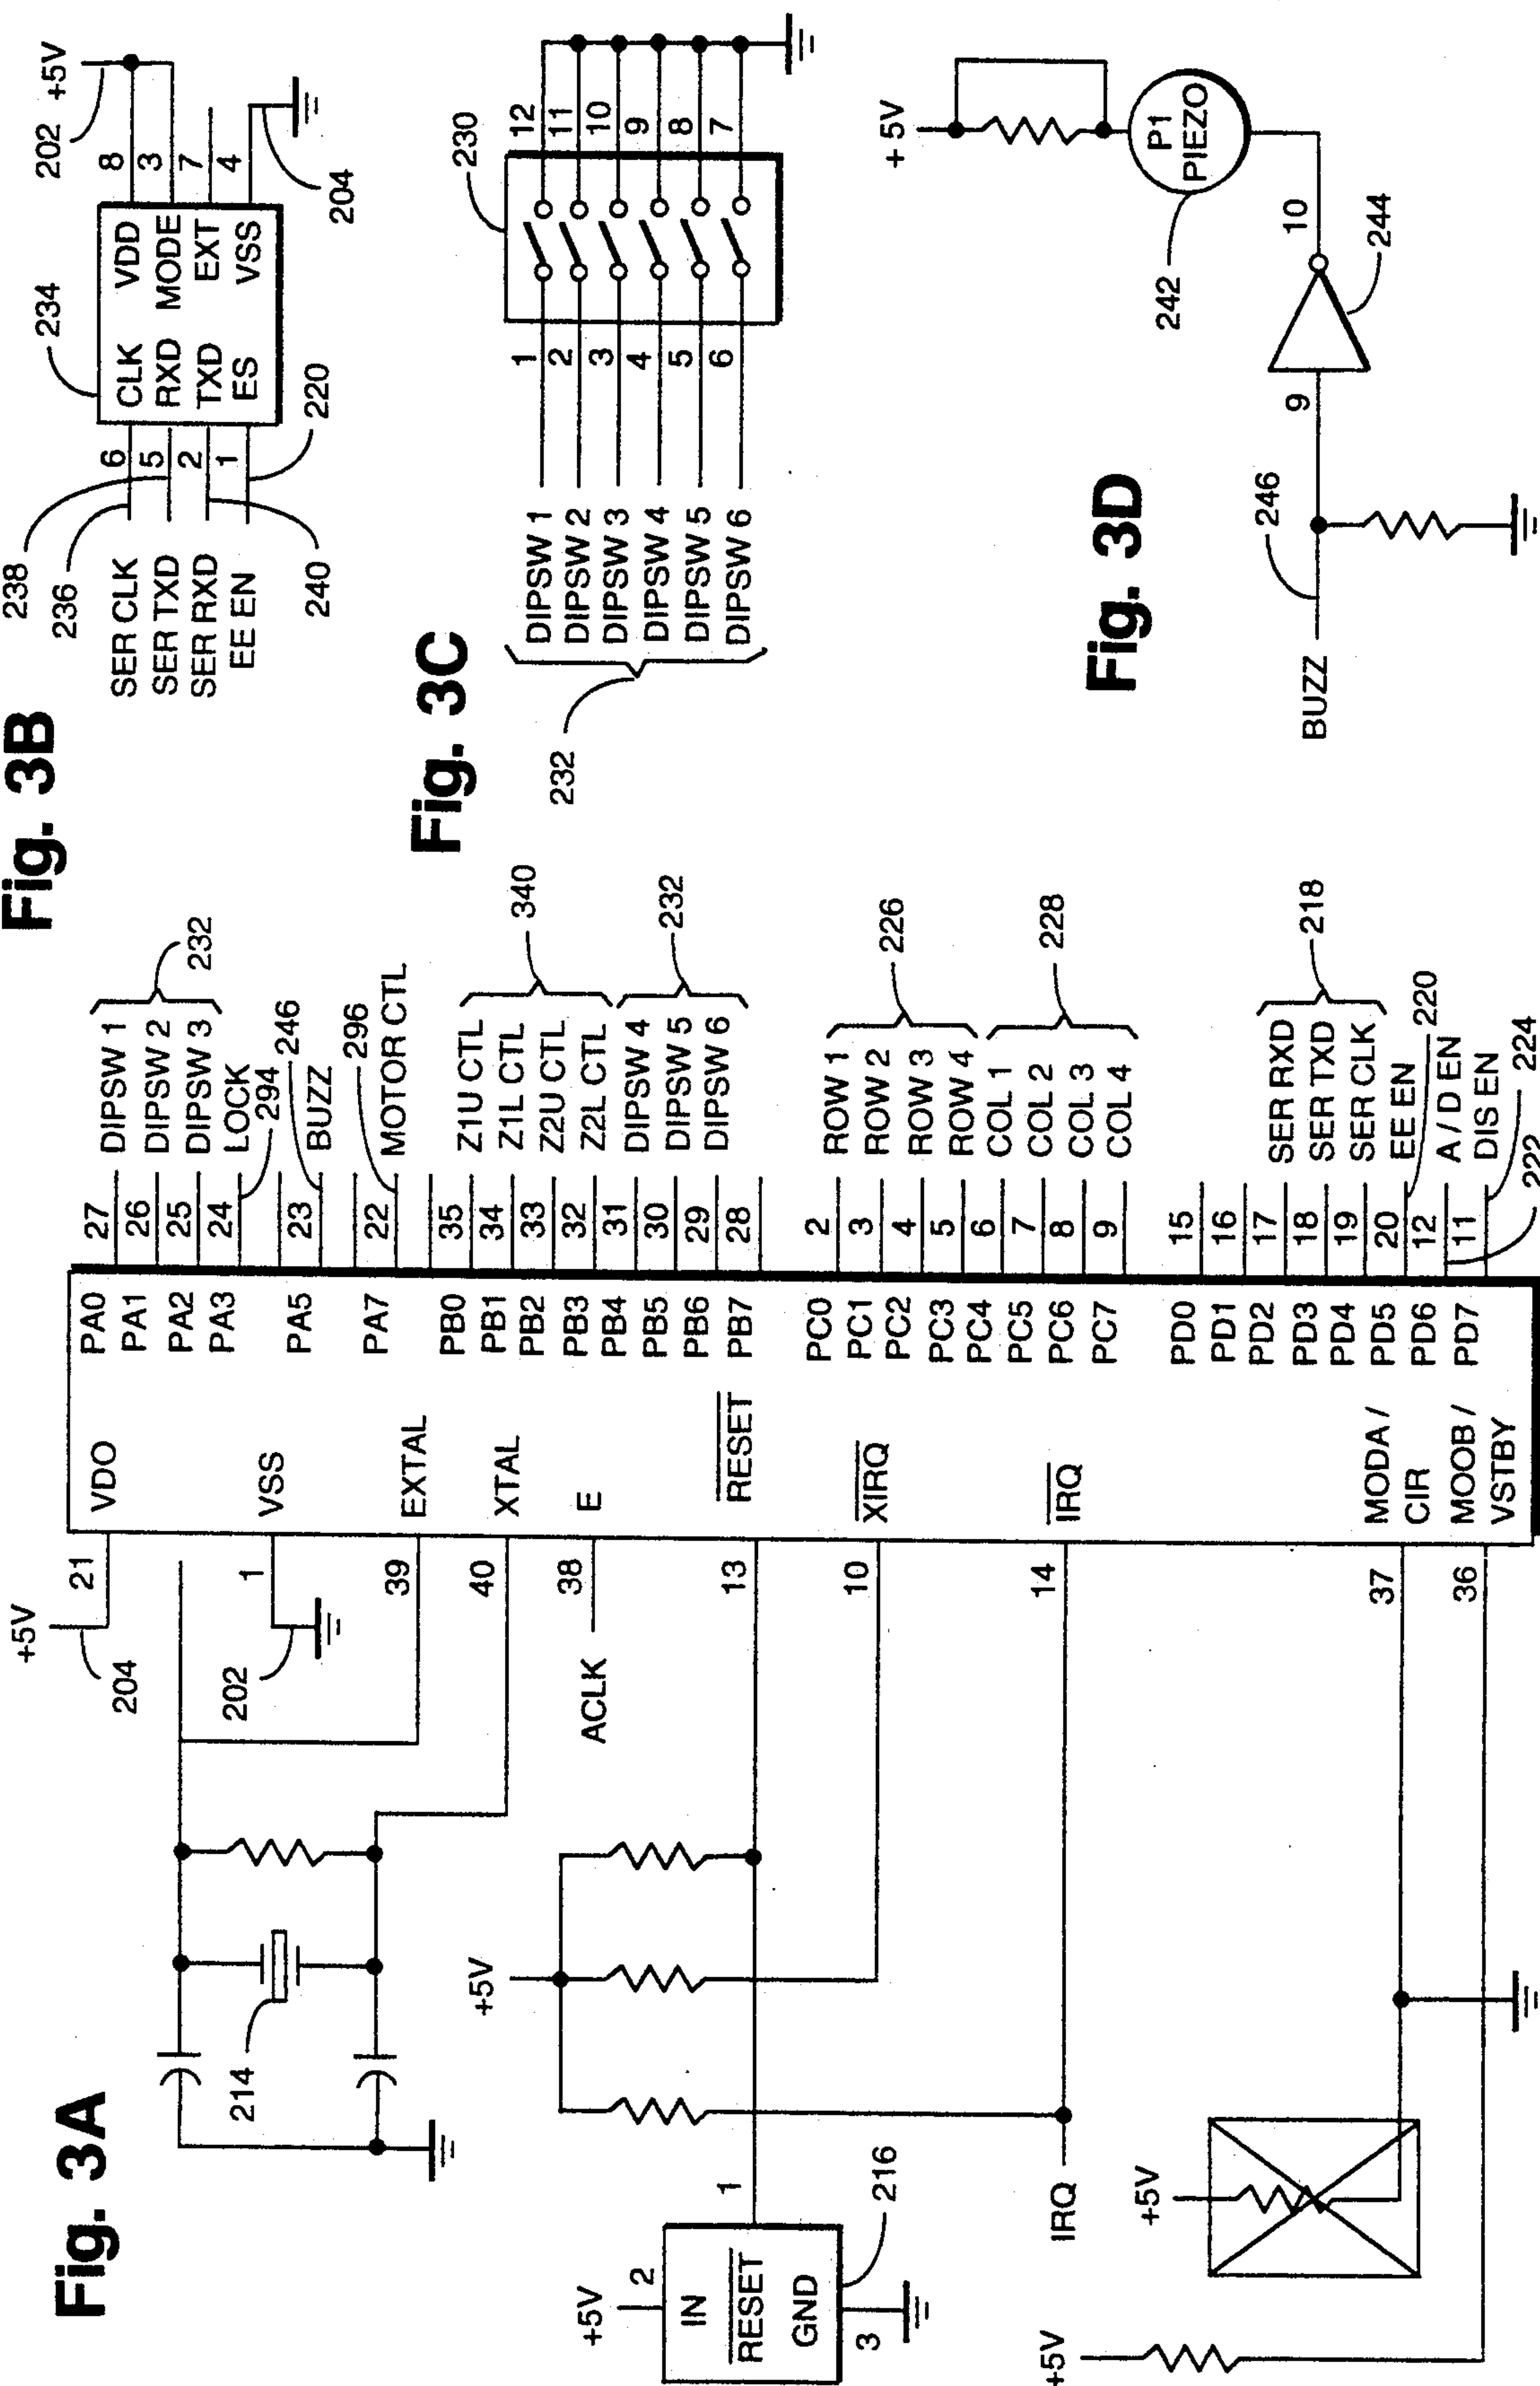 Fig. 3A
+5V
204
21
VDO
202
1
VSS
214
39
EXTAL
40
XTAL
ACLK
38
E
+5V
+5V
2
IN
RESET
GND
3
1
216
13
RESET
10
XIRQ
IRQ
14
IRQ
+5V
37
MODA /
CIR
+5V
36
MOOB /
VSTBY
PA0
27
DIPSW 1
PA1
26
DIPSW 2
PA2
25
DIPSW 3
232
PA3
24
LOCK
294
PA5
23
246
BUZZ
PA7
22
296
MOTOR CTL
PB0
35
Z1U CTL
PB1
34
Z1L CTL
PB2
33
Z2U CTL
PB3
32
Z2L CTL
340
PB4
31
DIPSW 4
PB5
30
DIPSW 5
PB6
29
DIPSW 6
232
PB7
28
PC0
2
ROW 1
PC1
3
ROW 2
PC2
4
ROW 3
PC3
5
ROW 4
226
PC4
6
COL 1
PC5
7
COL 2
PC6
8
COL 3
PC7
9
COL 4
228
PD0
15
PD1
16
PD2
17
SER RXD
PD3
18
SER TXD
PD4
19
SER CLK
218
PD5
20
EE EN
220
PD6
12
A / D EN
222
PD7
11
DIS EN
224
Fig. 3B
238
236
SER CLK
6
CLK
VDD
8
202
+5V
SER TXD
5
RXD
MODE
3
SER RXD
2
TXD
EXT
7
EE EN
1
ES
VSS
4
240
220
234
204
Fig. 3C
232
230
DIPSW 1
1
12
DIPSW 2
2
11
DIPSW 3
3
10
DIPSW 4
4
9
DIPSW 5
5
8
DIPSW 6
6
7
Fig. 3D
+5V
P1
PIEZO
242
BUZZ
246
9
10
244